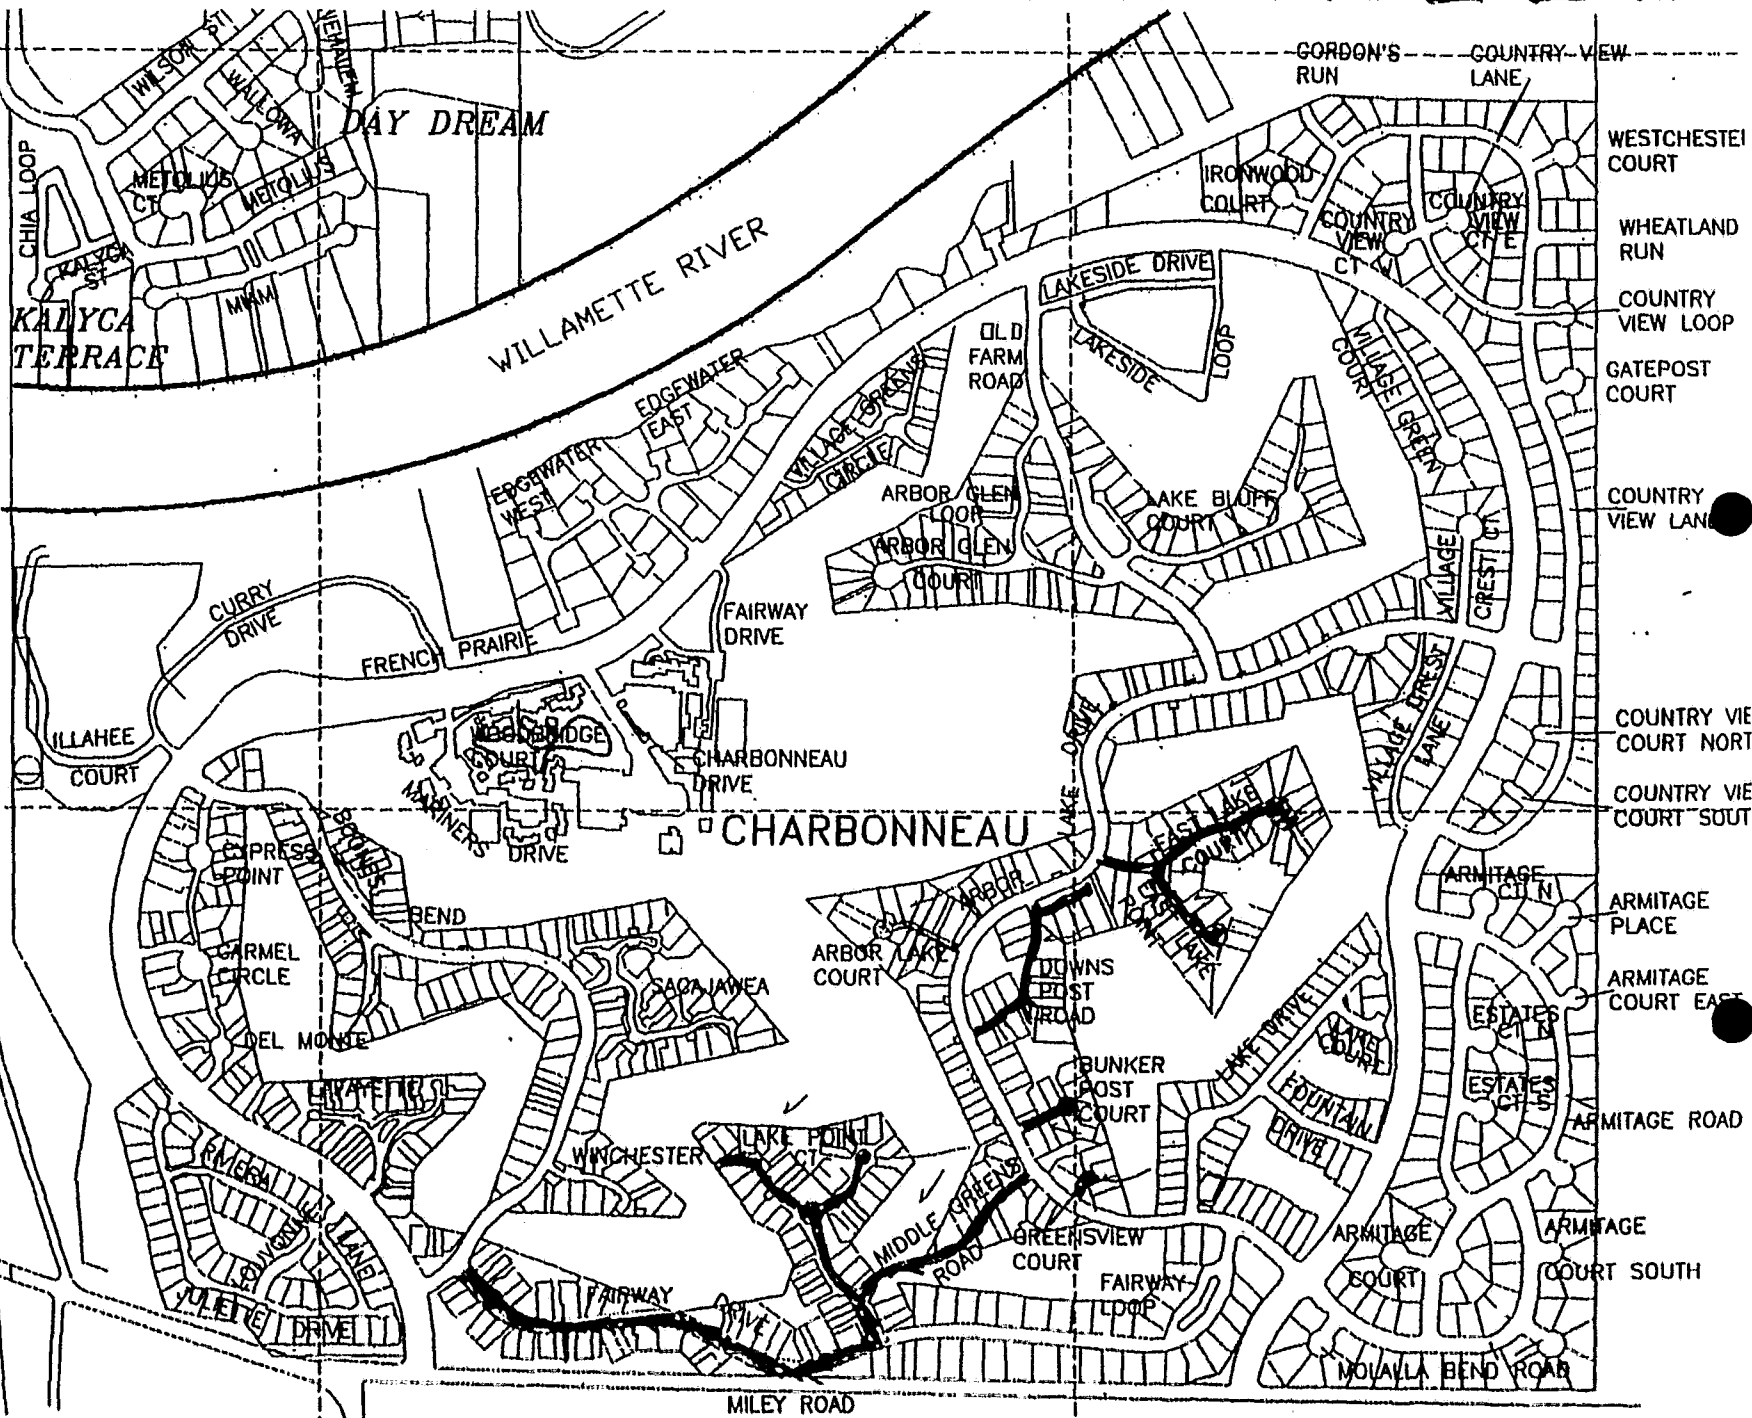 WILSON ST
WALLOWA
DAY DREAM
CHIA LOOP
METOLIUS
CT
METOLIUS
KALYCA
ST
KALYCA
TERRACE
WILLAMETTE RIVER
GORDON'S
RUN
COUNTRY VIEW
LANE
WESTCHESTE
COURT
IRONWOOD
COURT
COUNTRY
VIEW
CT W
COUNTRY
VIEW
CT E
WHEATLAND
RUN
COUNTRY
VIEW LOOP
GATEPOST
COURT
LAKESIDE DRIVE
LAKESIDE
LOOP
OLD
FARM
ROAD
VILLAGE GREEN
COURT
EDGEWATER
EAST
EDGEWATER
WEST
VILLAGE GREENS
CIRCLE
ARBOR GLEN
LOOP
ARBOR GLEN
COURT
LAKE BLUFF
COURT
COUNTRY
VIEW LAN
VILLAGE
CREST CT
CURRY
DRIVE
FRENCH PRAIRIE
FAIRWAY
DRIVE
ILLAHEE
COURT
WOODBRIDGE
COURT
CHARBONNEAU
DRIVE
MARINERS
DRIVE
CHARBONNEAU
LAKE DRIVE
VILLAGE CREST
LANE
COUNTRY VIE
COURT NORT
COUNTRY VIE
COURT SOUT
CYPRESS
POINT
BOONES
BEND
CARMEL
CIRCLE
DEL MONTE
SACAJAWEA
LAFAYETTE
ARBOR
LAKE
ARBOR
COURT
EAST LAKE
COURT
EAST LAKE
POINT
DOWNS
POST
ROAD
BUNKER
POST
COURT
ARMITAGE
CT N
ARMITAGE
PLACE
ARMITAGE
COURT EAST
ESTATES
CT N
ESTATES
CT S
ARMITAGE ROAD
LAKE DRIVE
COURT
FOUNTAIN
DRIVE
WINCHESTER
LAKE POINT
CT
MIDDLE GREENS
ROAD
GREENSVIEW
COURT
RIVIERA
LOUVONNE
LANE
JULIETTE
DRIVE
FAIRWAY
DRIVE
FAIRWAY
LOOP
ARMITAGE
COURT
ARMITAGE
COURT SOUTH
MOLALLA BEND ROAD
MILEY ROAD